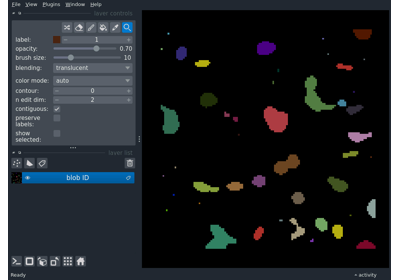 File View Plugins Window Help
layer controls
label: 1
opacity: 0.70
brush size: 10
blending: translucent
color mode: auto
contour: 0
n edit dim: 2
contiguous:
preserve
labels:
show
selected:
layer list
blob ID
Ready
activity